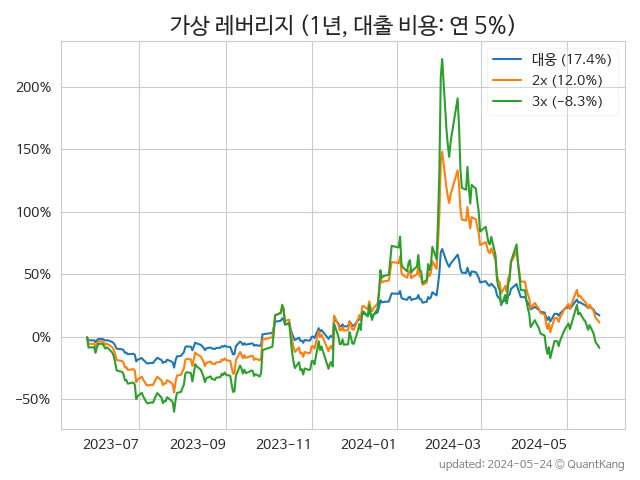 가상 레버리지 (1년, 대출 비용: 연 5%)
대웅 (17.4%)
2x (12.0%)
3x (−8.3%)
200%
150%
100%
50%
0%
−50%
2023−07 2023−09 2023−11 2024−01 2024−03 2024−05
updated: 2024-05-24 © QuantKang